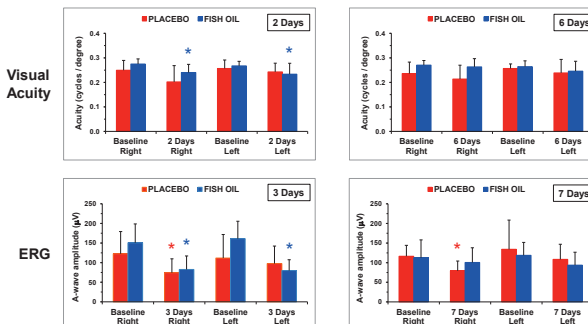 PLACEBO FISH OIL
2 Days
Visual
Acuity
Acuity (cycles / degree)
0.4
0.3
0.2
0.1
0.0
*
*
Baseline 2 Days Baseline 2 Days
Right Right Left Left
PLACEBO FISH OIL
6 Days
Acuity (cycles / degree)
0.4
0.3
0.2
0.1
0.0
Baseline 6 Days Baseline 6 Days
Right Right Left Left
ERG
PLACEBO FISH OIL
3 Days
A-wave amplitude (µV)
250
200
150
100
50
0
* * *
Baseline 3 Days Baseline 3 Days
Right Right Left Left
PLACEBO FISH OIL
7 Days
A-wave amplitude (µV)
250
200
150
100
50
0
*
Baseline 7 Days Baseline 7 Days
Right Right Left Left